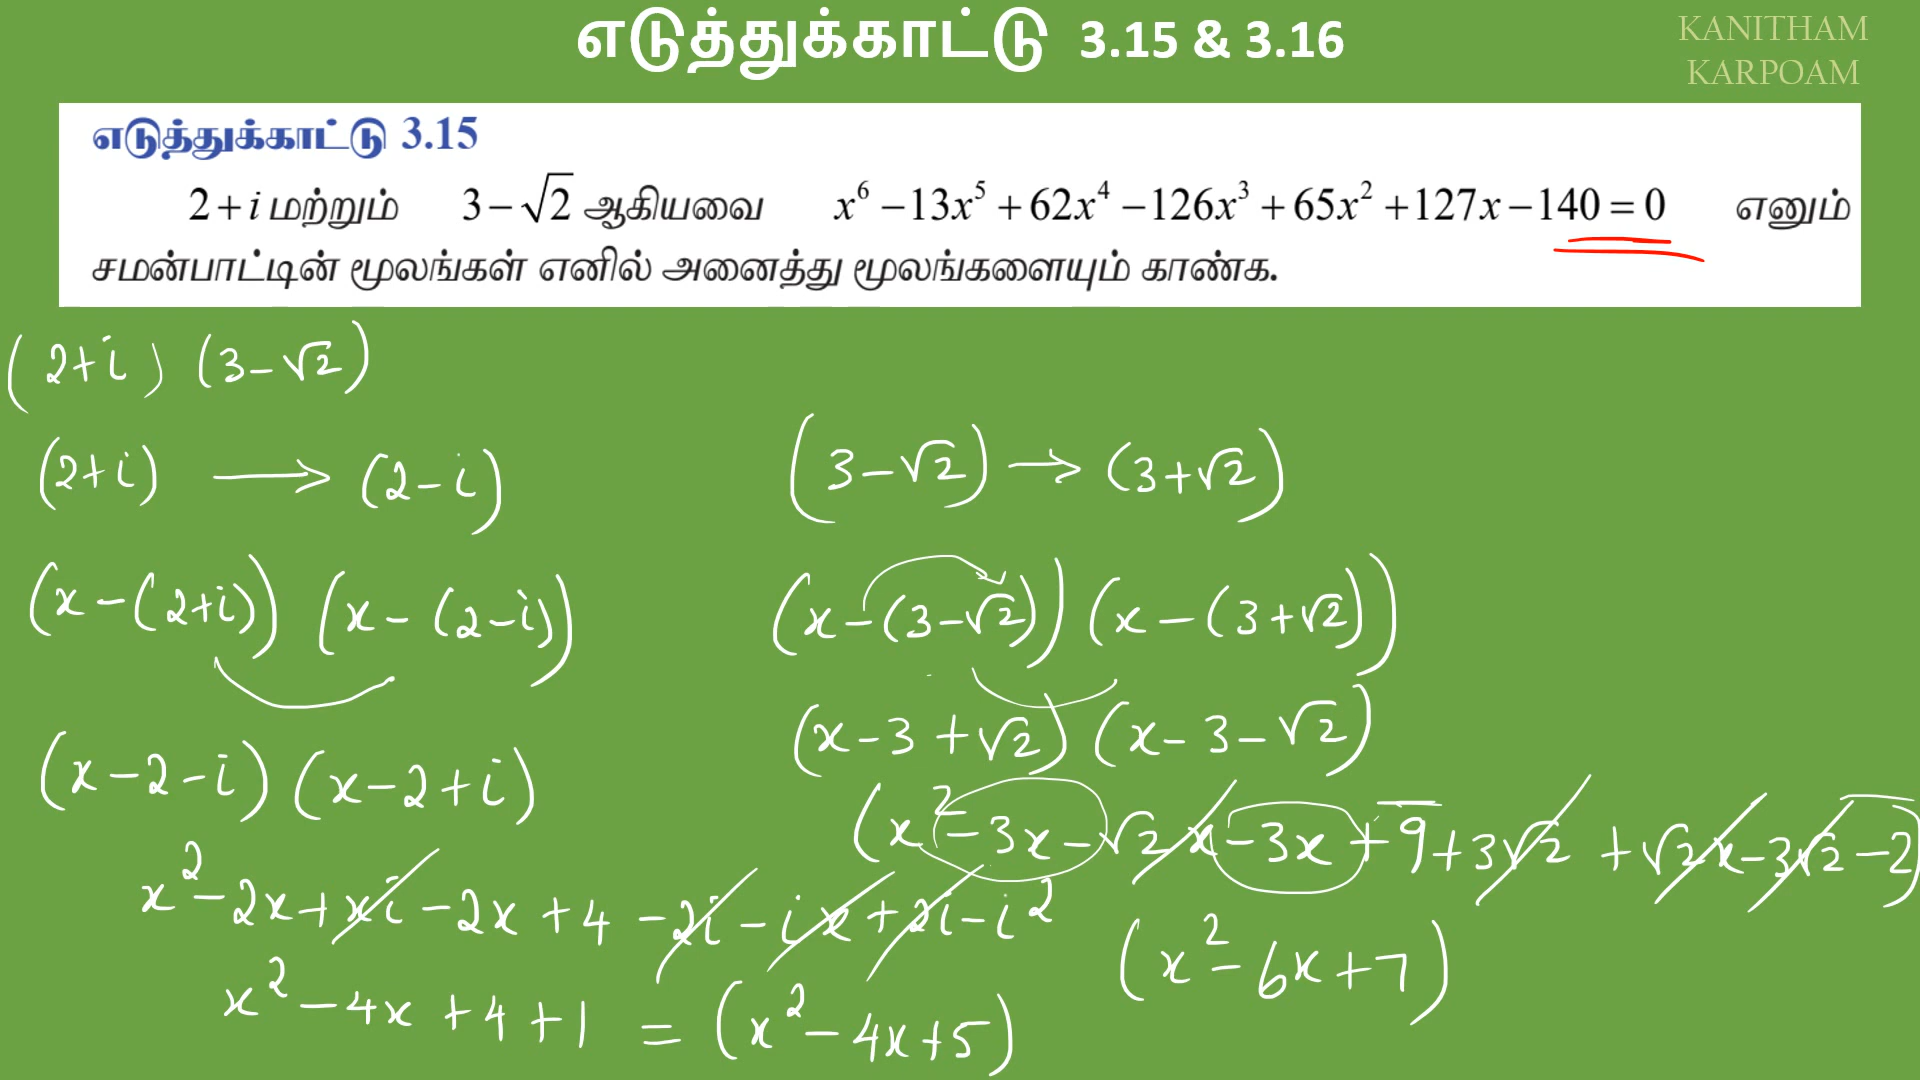 எடுத்துக்காட்டு 3.15 & 3.16
KANITHAM
KARPOAM
எடுத்துக்காட்டு 3.15
2 + i மற்றும் 3 − √2 ஆகியவை x⁶ − 13x⁵ + 62x⁴ − 126x³ + 65x² + 127x − 140 = 0 எனும்
சமன்பாட்டின் மூலங்கள் எனில் அனைத்து மூலங்களையும் காண்க.
(2+i) (3-√2)
(2+i) → (2-i)
(x-(2+i)) (x-(2-i))
(x-2-i) (x-2+i)
x²-2x+xi-2x+4-2i-ix+2i-i²
x²-4x+4+1 = (x²-4x+5)
(3-√2) → (3+√2)
(x-(3-√2)) (x-(3+√2))
(x-3+√2) (x-3-√2)
(x²-3x-√2x-3x+9+3√2+√2x-3√2-2)
(x²-6x+7)